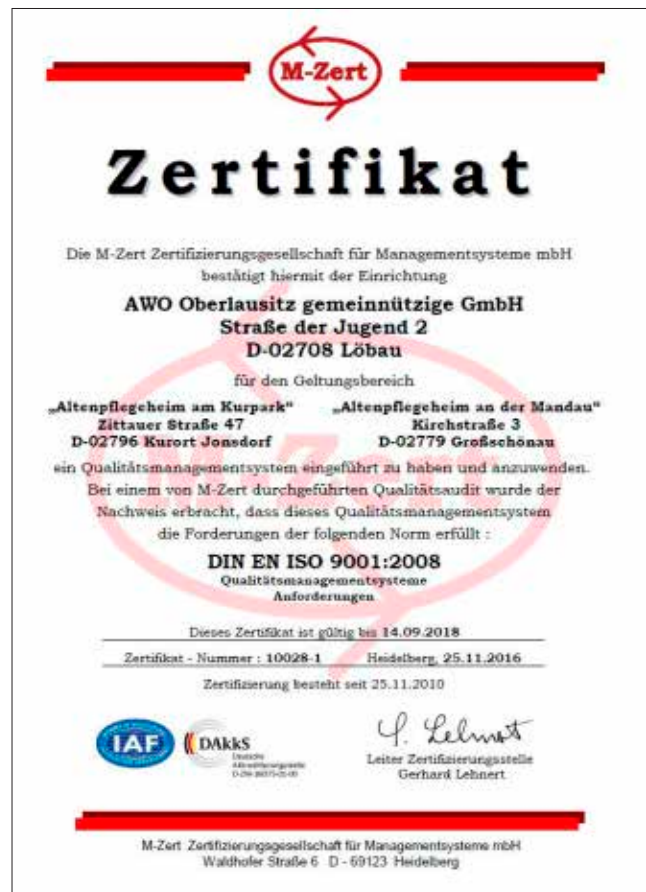 M-Zert
Zertifikat
Die M-Zert Zertifizierungsgesellschaft für Managementsysteme mbH
bestätigt hiermit der Einrichtung
AWO Oberlausitz gemeinnützige GmbH
Straße der Jugend 2
D-02708 Löbau
für den Geltungsbereich
„Altenpflegeheim am Kurpark“
Zittauer Straße 47
D-02796 Kurort Jonsdorf
„Altenpflegeheim an der Mandau“
Kirchstraße 3
D-02779 Großschönau
ein Qualitätsmanagementsystem eingeführt zu haben und anzuwenden.
Bei einem von M-Zert durchgeführten Qualitätsaudit wurde der
Nachweis erbracht, dass dieses Qualitätsmanagementsystem
die Forderungen der folgenden Norm erfüllt :
DIN EN ISO 9001:2008
Qualitätsmanagementsysteme
Anforderungen
Dieses Zertifikat ist gültig bis 14.09.2018
Zertifikat - Nummer : 10028-1 Heidelberg, 25.11.2016
Zertifizierung besteht seit 25.11.2010
IAF
DAkkS
Deutsche
Akkreditierungsstelle
G. Lehnert
Leiter Zertifizierungsstelle
Gerhard Lehnert
M-Zert Zertifizierungsgesellschaft für Managementsysteme mbH
Waldhofer Straße 6 D - 69123 Heidelberg